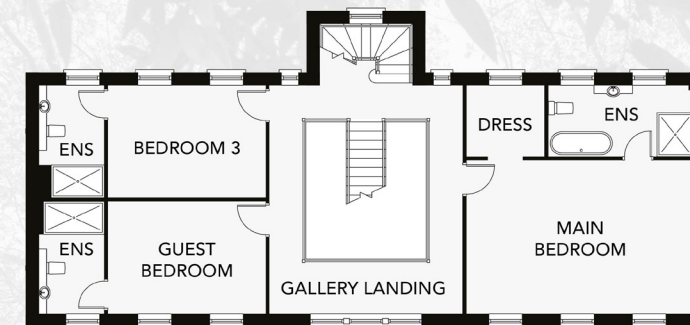 ENS
BEDROOM 3
DRESS
ENS
ENS
GUEST
BEDROOM
MAIN
BEDROOM
GALLERY LANDING